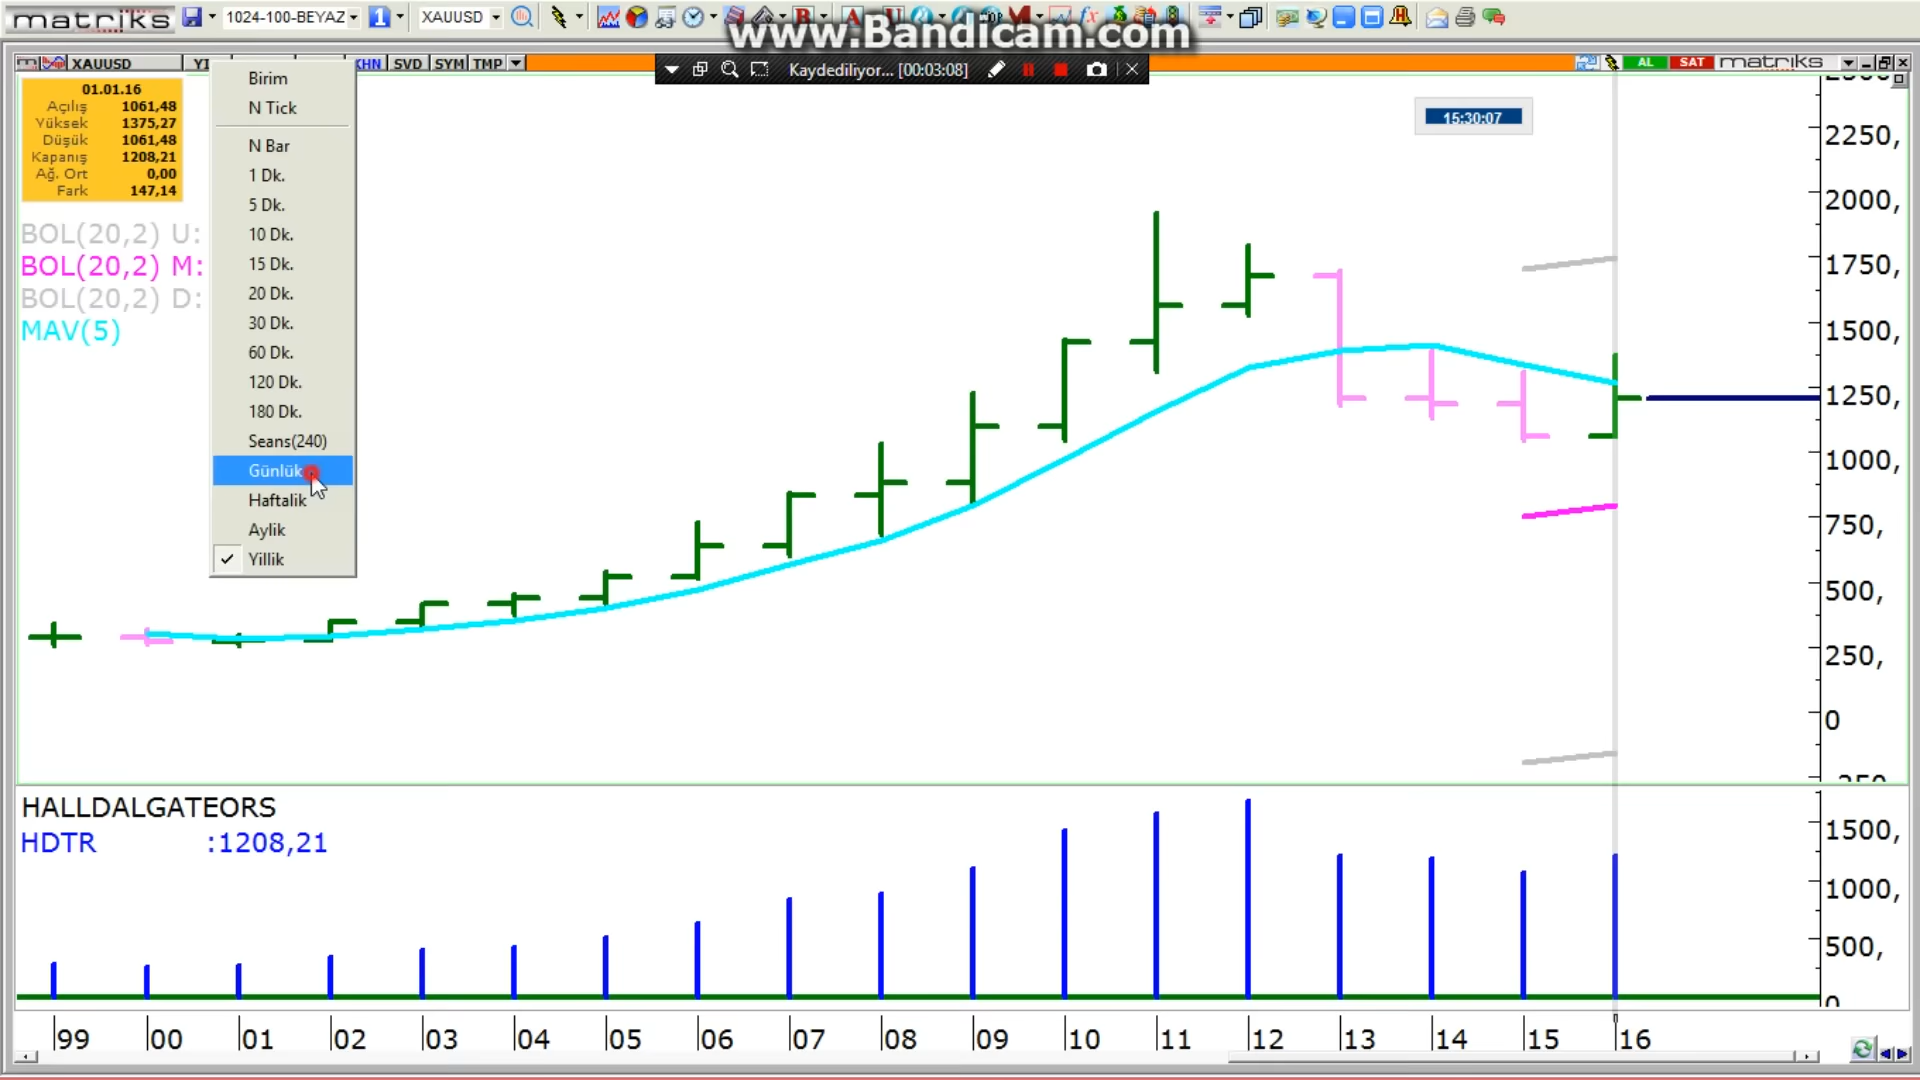 matriks
1024-100-BEYAZ
1
XAUUSD
www.Bandicam.com
XAUUSD
KHN
SVD
SYM
TMP
Kaydediliyor... [00:03:08]
AL
SAT
matriks
01.01.16
Açılış 1061,48
Yüksek 1375,27
Düşük 1061,48
Kapanış 1208,21
Ağ. Ort 0,00
Fark 147,14
BOL(20,2) U:
BOL(20,2) M:
BOL(20,2) D:
MAV(5)
Birim
N Tick
N Bar
1 Dk.
5 Dk.
10 Dk.
15 Dk.
20 Dk.
30 Dk.
60 Dk.
120 Dk.
180 Dk.
Seans(240)
Günlük
Haftalik
Aylik
Yillik
15:30:07
2250,
2000,
1750,
1500,
1250,
1000,
750,
500,
250,
0
HALLDALGATEORS
HDTR :1208,21
1500,
1000,
500,
0
99 00 01 02 03 04 05 06 07 08 09 10 11 12 13 14 15 16